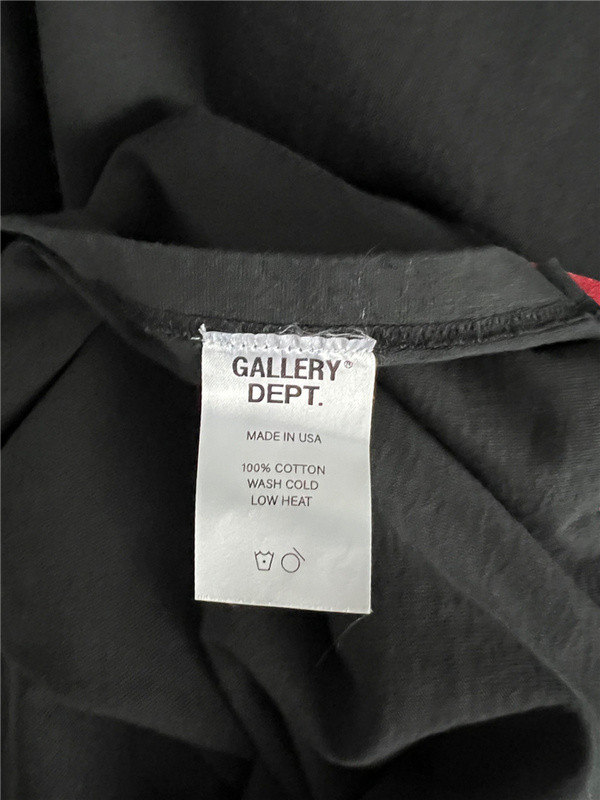 GALLERY®
DEPT.
MADE IN USA
100% COTTON
WASH COLD
LOW HEAT